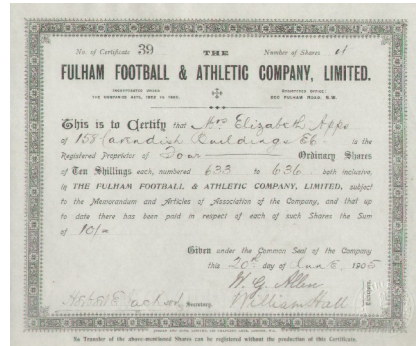 No. of Certificate 39 THE Number of Shares 4
FULHAM FOOTBALL & ATHLETIC COMPANY, LIMITED.
INCORPORATED UNDER REGISTERED OFFICE:
THE COMPANIES ACTS, 1862 TO 1900. FULHAM ROAD, S.W.
This is to Certify that Mrs Elizabeth Apps
of 158 Cavendish Buildings EC is the
Registered Proprietor of Four Ordinary Shares
of Ten Shillings each, numbered 633 to 636 both inclusive,
in THE FULHAM FOOTBALL & ATHLETIC COMPANY, LIMITED, subject
to the Memorandum and Articles of Association of the Company, and that up
to date there has been paid in respect of each of such Shares the Sum
of 10/-
Given under the Common Seal of the Company
this 20th day of June 1905
W. G. Allen
Secretary. William Hall
No Transfer of the above-mentioned Shares can be registered without the production of this Certificate.